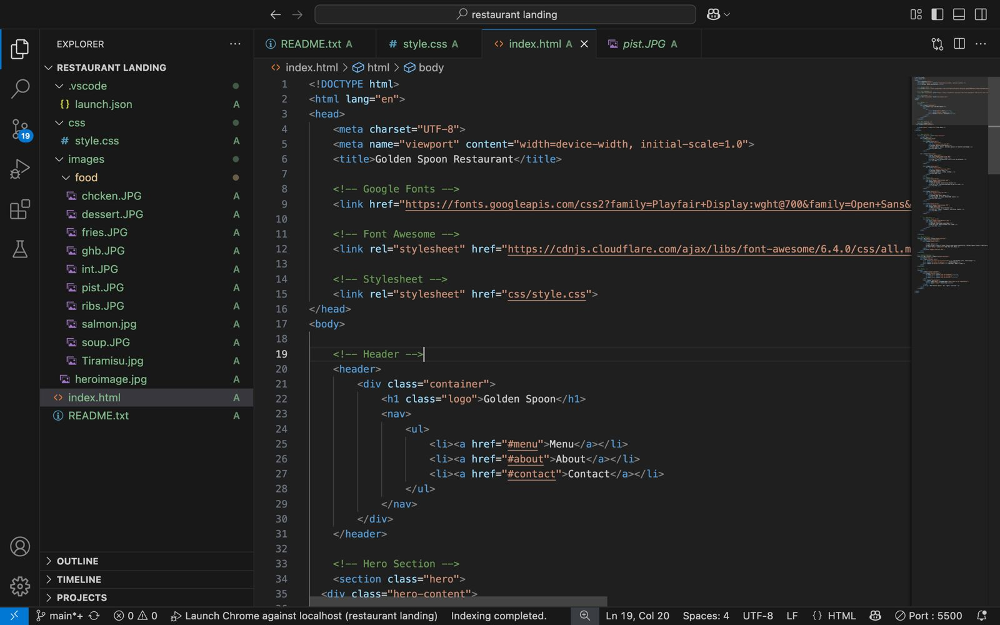 restaurant landing
EXPLORER
RESTAURANT LANDING
.vscode
{} launch.json A
css
# style.css A
images
food
chcken.JPG A
dessert.JPG A
fries.JPG A
ghb.JPG A
int.JPG A
pist.JPG A
ribs.JPG A
salmon.jpg A
soup.JPG A
Tiramisu.jpg A
heroimage.jpg A
<> index.html A
README.txt A
OUTLINE
TIMELINE
PROJECTS
19
README.txt A
# style.css A
<> index.html A
pist.JPG A
<> index.html > html > body
1 <!DOCTYPE html>
2 <html lang="en">
3 <head>
4 <meta charset="UTF-8">
5 <meta name="viewport" content="width=device-width, initial-scale=1.0">
6 <title>Golden Spoon Restaurant</title>
7
8 <!-- Google Fonts -->
9 <link href="https://fonts.googleapis.com/css2?family=Playfair+Display:wght@700&family=Open+Sans&
10
11 <!-- Font Awesome -->
12 <link rel="stylesheet" href="https://cdnjs.cloudflare.com/ajax/libs/font-awesome/6.4.0/css/all.m
13
14 <!-- Stylesheet -->
15 <link rel="stylesheet" href="css/style.css">
16 </head>
17 <body>
18
19 <!-- Header -->
20 <header>
21 <div class="container">
22 <h1 class="logo">Golden Spoon</h1>
23 <nav>
24 <ul>
25 <li><a href="#menu">Menu</a></li>
26 <li><a href="#about">About</a></li>
27 <li><a href="#contact">Contact</a></li>
28 </ul>
29 </nav>
30 </div>
31 </header>
32
33 <!-- Hero Section -->
34 <section class="hero">
35 <div class="hero-content">
main*+ 0 0 Launch Chrome against localhost (restaurant landing) Indexing completed. Ln 19, Col 20 Spaces: 4 UTF-8 LF {} HTML Port : 5500